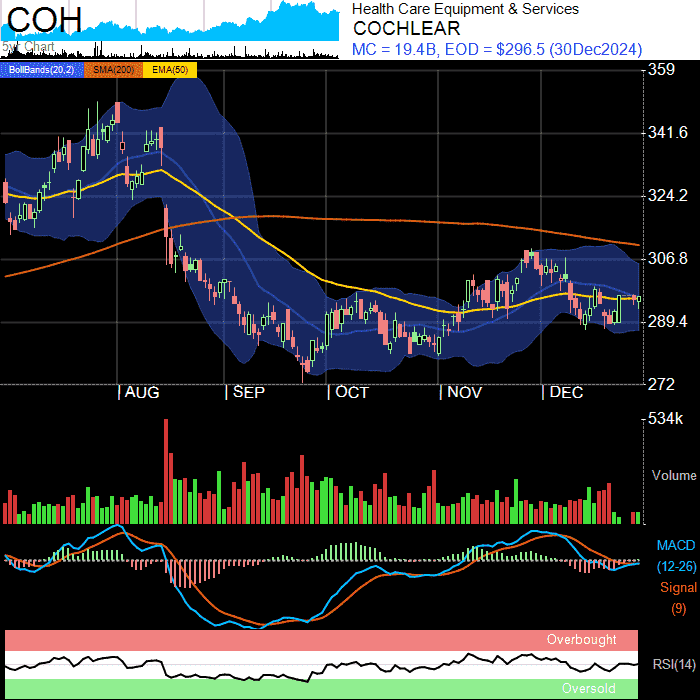 COH
5yr Chart
Health Care Equipment & Services
COCHLEAR
MC = 19.4B, EOD = $296.5 (30Dec2024)
BollBands(20,2) SMA(200) EMA(50)
359
341.6
324.2
306.8
289.4
272
AUG SEP OCT NOV DEC
534k
Volume
MACD
(12-26)
Signal
(9)
Overbought
RSI(14)
Oversold